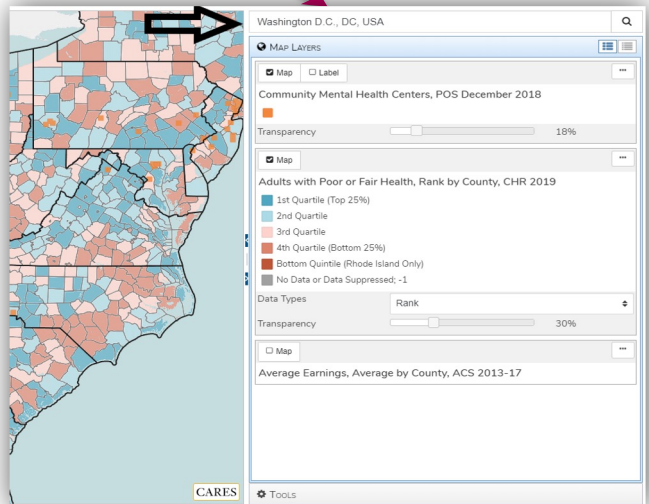 Washington D.C., DC, USA
MAP LAYERS
Map Label
Community Mental Health Centers, POS December 2018
Transparency 18%
Map
Adults with Poor or Fair Health, Rank by County, CHR 2019
1st Quartile (Top 25%)
2nd Quartile
3rd Quartile
4th Quartile (Bottom 25%)
Bottom Quintile (Rhode Island Only)
No Data or Data Suppressed; -1
Data Types Rank
Transparency 30%
Map
Average Earnings, Average by County, ACS 2013-17
CARES
TOOLS